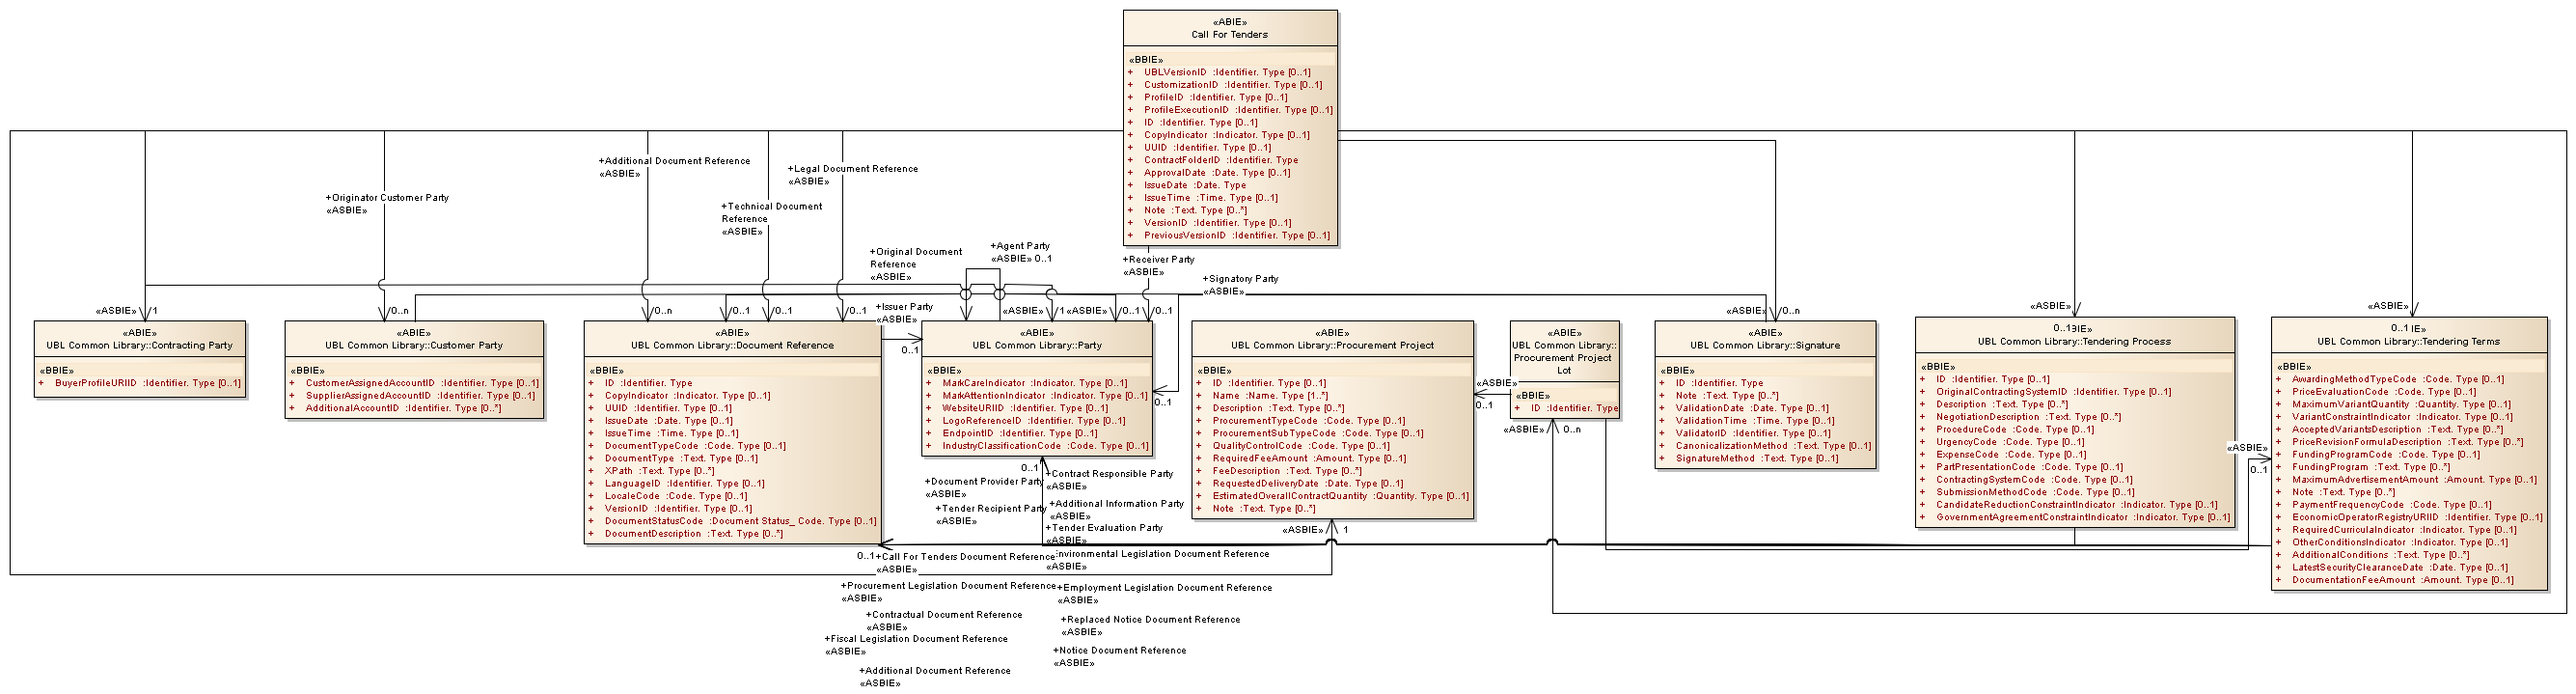 «ABIE»
Call For Tenders
«BBIE»
+ UBLVersionID :Identifier. Type [0..1]
+ CustomizationID :Identifier. Type [0..1]
+ ProfileID :Identifier. Type [0..1]
+ ProfileExecutionID :Identifier. Type [0..1]
+ ID :Identifier. Type [0..1]
+ CopyIndicator :Indicator. Type [0..1]
+ UUID :Identifier. Type [0..1]
+ ContractFolderID :Identifier. Type
+ ApprovalDate :Date. Type [0..1]
+ IssueDate :Date. Type
+ IssueTime :Time. Type [0..1]
+ Note :Text. Type [0..*]
+ VersionID :Identifier. Type [0..1]
+ PreviousVersionID :Identifier. Type [0..1]
+Additional Document Reference
«ASBIE»
+Legal Document Reference
«ASBIE»
+Originator Customer Party
«ASBIE»
+Technical Document
Reference
«ASBIE»
+Original Document
Reference
«ASBIE»
+Agent Party
«ASBIE» 0..1
+Receiver Party
«ASBIE»
+Signatory Party
«ASBIE»
«ASBIE» 1
0..n
0..n
0..1
0..1
0..1
+Issuer Party
«ASBIE»
0..1
«ASBIE» 1
«ASBIE» 0..1
0..1
«ASBIE» 0..n
«ASBIE»
0..1
«ASBIE»
0..1
«ABIE»
UBL Common Library::Contracting Party
«BBIE»
+ BuyerProfileURIID :Identifier. Type [0..1]
«ABIE»
UBL Common Library::Customer Party
«BBIE»
+ CustomerAssignedAccountID :Identifier. Type [0..1]
+ SupplierAssignedAccountID :Identifier. Type [0..1]
+ AdditionalAccountID :Identifier. Type [0..*]
«ABIE»
UBL Common Library::Document Reference
«BBIE»
+ ID :Identifier. Type
+ CopyIndicator :Indicator. Type [0..1]
+ UUID :Identifier. Type [0..1]
+ IssueDate :Date. Type [0..1]
+ IssueTime :Time. Type [0..1]
+ DocumentTypeCode :Code. Type [0..1]
+ DocumentType :Text. Type [0..1]
+ XPath :Text. Type [0..*]
+ LanguageID :Identifier. Type [0..1]
+ LocaleCode :Code. Type [0..1]
+ VersionID :Identifier. Type [0..1]
+ DocumentStatusCode :Document Status_ Code. Type [0..1]
+ DocumentDescription :Text. Type [0..*]
«ABIE»
UBL Common Library::Party
«BBIE»
+ MarkCareIndicator :Indicator. Type [0..1]
+ MarkAttentionIndicator :Indicator. Type [0..1]
+ WebsiteURIID :Identifier. Type [0..1]
+ LogoReferenceID :Identifier. Type [0..1]
+ EndpointID :Identifier. Type [0..1]
+ IndustryClassificationCode :Code. Type [0..1]
0..1
«ABIE»
UBL Common Library::Procurement Project
«BBIE»
+ ID :Identifier. Type [0..1]
+ Name :Name. Type [1..*]
+ Description :Text. Type [0..*]
+ ProcurementTypeCode :Code. Type [0..1]
+ ProcurementSubTypeCode :Code. Type [0..1]
+ QualityControlCode :Code. Type [0..1]
+ RequiredFeeAmount :Amount. Type [0..1]
+ FeeDescription :Text. Type [0..*]
+ RequestedDeliveryDate :Date. Type [0..1]
+ EstimatedOverallContractQuantity :Quantity. Type [0..1]
+ Note :Text. Type [0..*]
«ASBIE»
0..1
«ABIE»
UBL Common Library::
Procurement Project
Lot
«BBIE»
+ ID :Identifier. Type
«ASBIE» 0..n
«ABIE»
UBL Common Library::Signature
«BBIE»
+ ID :Identifier. Type
+ Note :Text. Type [0..*]
+ ValidationDate :Date. Type [0..1]
+ ValidationTime :Time. Type [0..1]
+ ValidatorID :Identifier. Type [0..1]
+ CanonicalizationMethod :Text. Type [0..1]
+ SignatureMethod :Text. Type [0..1]
BIE»
UBL Common Library::Tendering Process
«BBIE»
+ ID :Identifier. Type [0..1]
+ OriginalContractingSystemID :Identifier. Type [0..1]
+ Description :Text. Type [0..*]
+ NegotiationDescription :Text. Type [0..*]
+ ProcedureCode :Code. Type [0..1]
+ UrgencyCode :Code. Type [0..1]
+ ExpenseCode :Code. Type [0..1]
+ PartPresentationCode :Code. Type [0..1]
+ ContractingSystemCode :Code. Type [0..1]
+ SubmissionMethodCode :Code. Type [0..1]
+ CandidateReductionConstraintIndicator :Indicator. Type [0..1]
+ GovernmentAgreementConstraintIndicator :Indicator. Type [0..1]
«ASBIE»
0..1
IE»
UBL Common Library::Tendering Terms
«BBIE»
+ AwardingMethodTypeCode :Code. Type [0..1]
+ PriceEvaluationCode :Code. Type [0..1]
+ MaximumVariantQuantity :Quantity. Type [0..1]
+ VariantConstraintIndicator :Indicator. Type [0..1]
+ AcceptedVariantsDescription :Text. Type [0..*]
+ PriceRevisionFormulaDescription :Text. Type [0..*]
+ FundingProgramCode :Code. Type [0..1]
+ FundingProgram :Text. Type [0..*]
+ MaximumAdvertisementAmount :Amount. Type [0..1]
+ Note :Text. Type [0..*]
+ PaymentFrequencyCode :Code. Type [0..1]
+ EconomicOperatorRegistryURIID :Identifier. Type [0..1]
+ RequiredCurriculaIndicator :Indicator. Type [0..1]
+ OtherConditionsIndicator :Indicator. Type [0..1]
+ AdditionalConditions :Text. Type [0..*]
+ LatestSecurityClearanceDate :Date. Type [0..1]
+ DocumentationFeeAmount :Amount. Type [0..1]
0..1
+Contract Responsible Party
«ASBIE»
+Document Provider Party
«ASBIE»
+Additional Information Party
«ASBIE»
+Tender Recipient Party
«ASBIE»
+Tender Evaluation Party
«ASBIE»
«ASBIE» 1
0..1
+Call For Tenders Document Reference
«ASBIE»
Environmental Legislation Document Reference
«ASBIE»
+Procurement Legislation Document Reference
«ASBIE»
+Employment Legislation Document Reference
«ASBIE»
+Contractual Document Reference
«ASBIE»
+Replaced Notice Document Reference
«ASBIE»
+Fiscal Legislation Document Reference
«ASBIE»
+Notice Document Reference
«ASBIE»
+Additional Document Reference
«ASBIE»